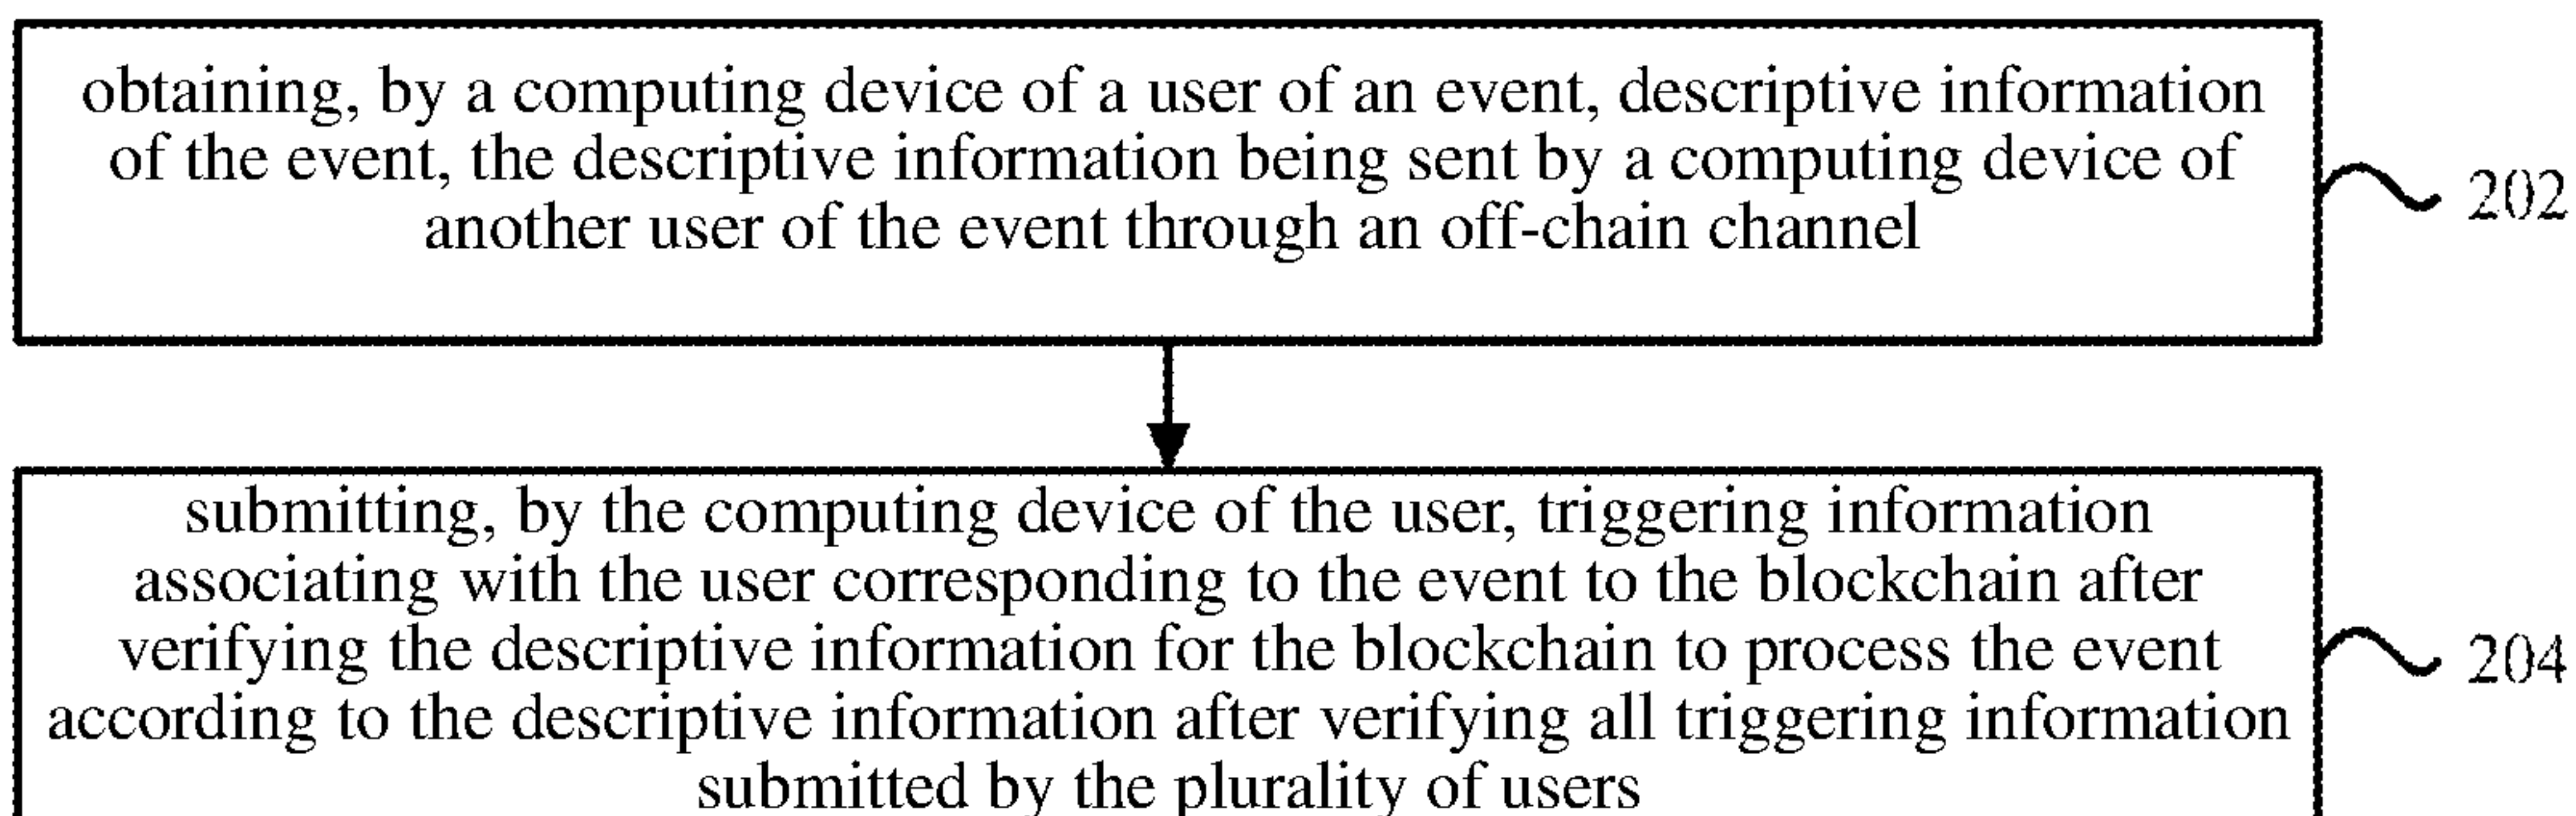 obtaining, by a computing device of a user of an event, descriptive information
of the event, the descriptive information being sent by a computing device of
another user of the event through an off-chain channel
202
submitting, by the computing device of the user, triggering information
associating with the user corresponding to the event to the blockchain after
verifying the descriptive information for the blockchain to process the event
according to the descriptive information after verifying all triggering information
submitted by the plurality of users
204